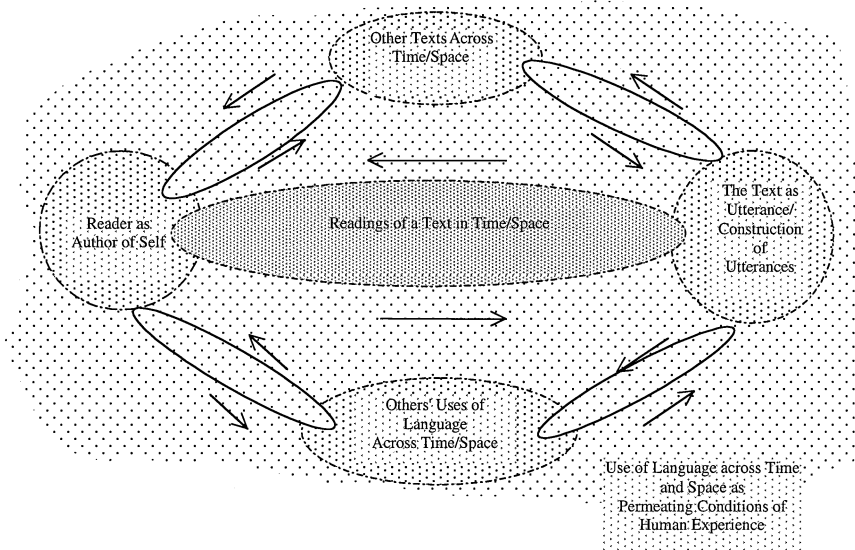 Other Texts Across
Time/Space
The Text as
Utterance/
Construction
of
Utterances
Reader as
Author of Self
Readings of a Text in Time/Space
Others' Uses of
Language
Across Time/Space
Use of Language across Time
and Space as
Permeating Conditions of
Human Experience